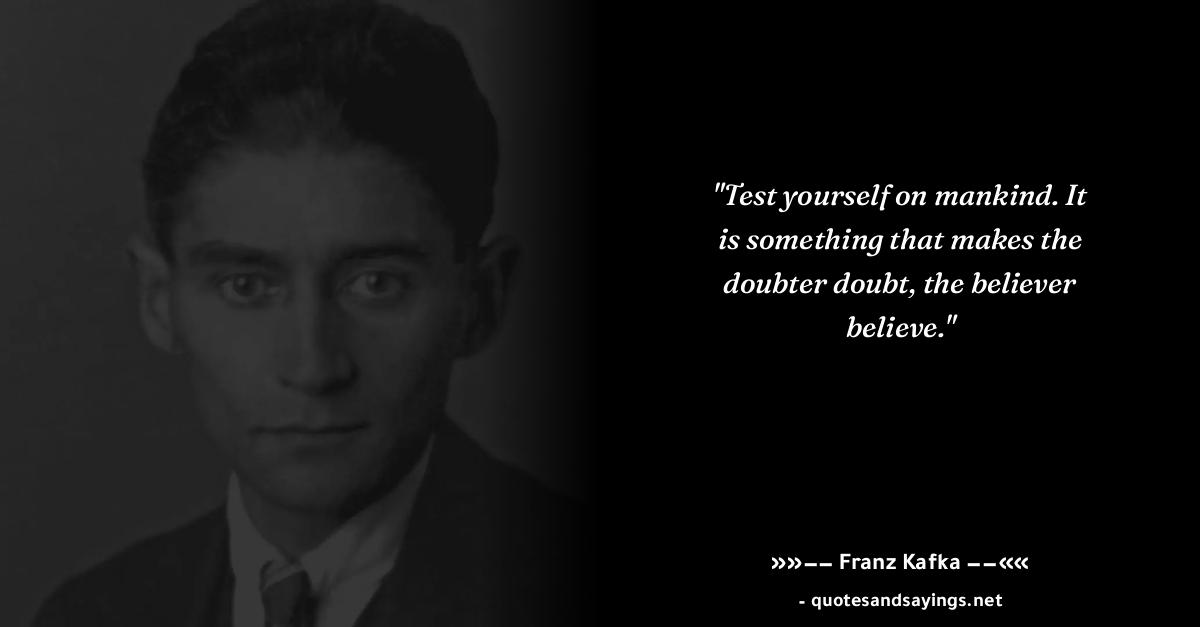 "Test yourself on mankind. It
is something that makes the
doubter doubt, the believer
believe."
»»–– Franz Kafka ––««
- quotesandsayings.net